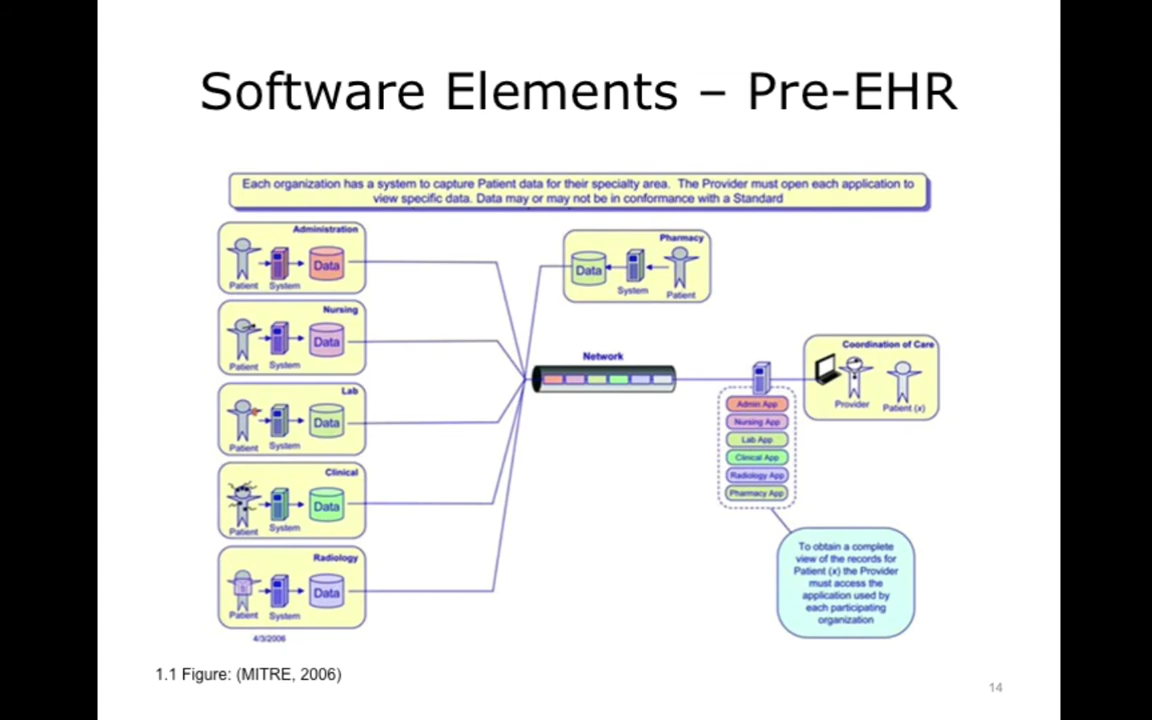 Software Elements – Pre-EHR
Each organization has a system to capture Patient data for their specialty area. The Provider must open each application to
view specific data. Data may or may not be in conformance with a Standard
Administration
Data
Patient System
Nursing
Data
Patient System
Lab
Data
Patient System
Clinical
Data
Patient System
Radiology
Data
Patient System
4/3/2006
Pharmacy
Data
System
Patient
Network
Coordination of Care
Provider
Patient (x)
Admin App
Nursing App
Lab App
Clinical App
Radiology App
Pharmacy App
To obtain a complete
view of the records for
Patient (x) the Provider
must access the
application used by
each participating
organization
1.1 Figure: (MITRE, 2006)
14